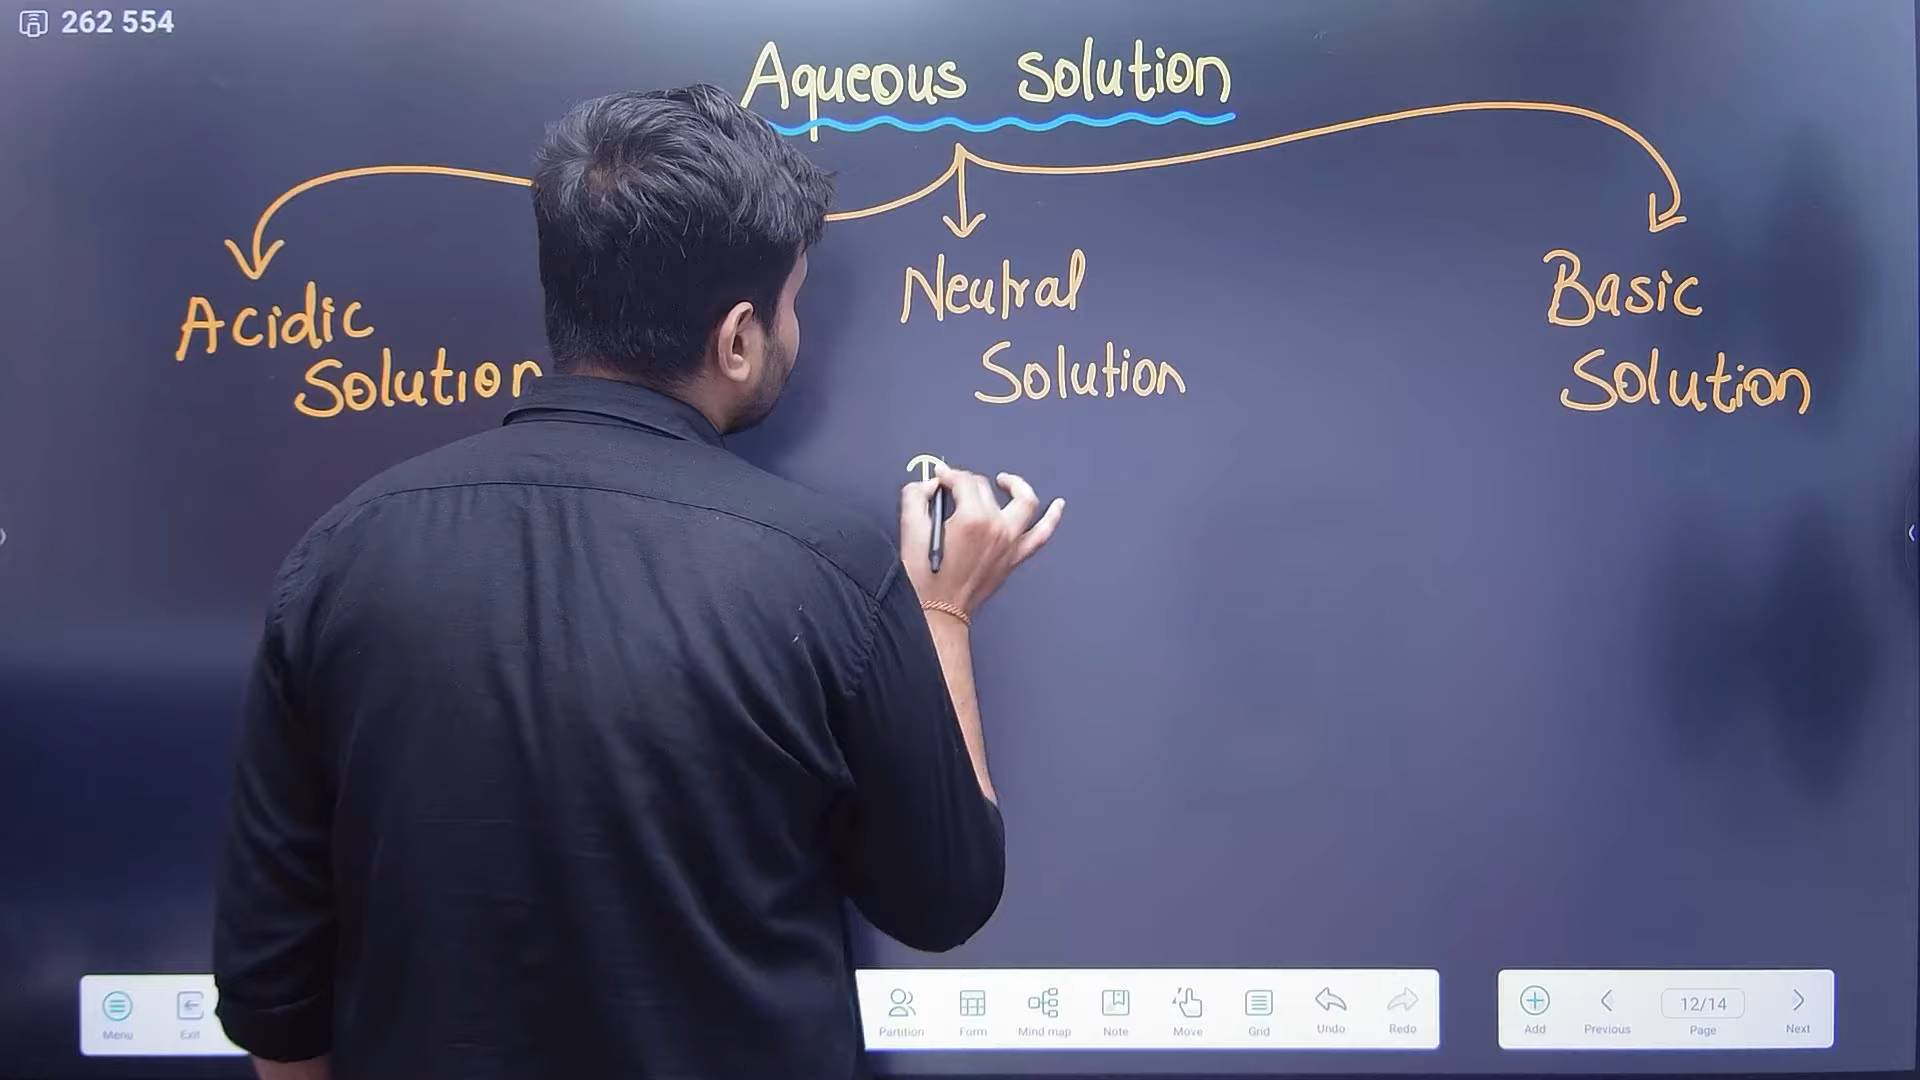 262 554
Aqueous solution
Acidic
Solution
Neutral
Solution
Basic
Solution
Menu
Exit
Partition
Form
Mind map
Note
Move
Grid
Undo
Redo
Add
Previous
12/14
Page
Next